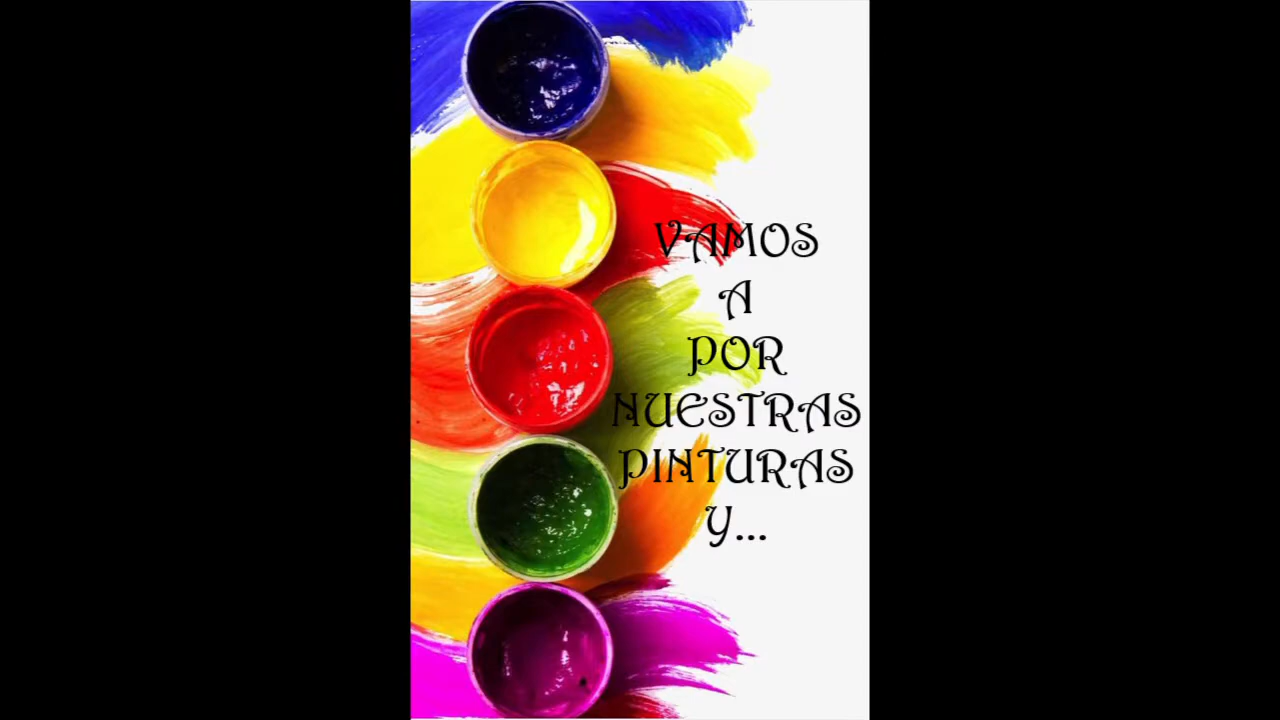 VAMOS
A
POR
NUESTRAS
PINTURAS
Y...